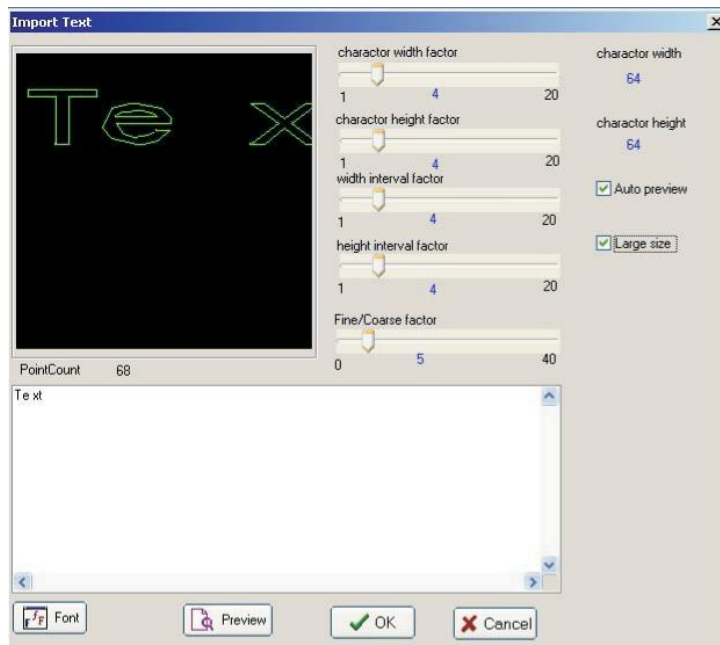 Import Text
Te x
charactor width factor
1 4 20
charactor height factor
1 4 20
width interval factor
1 4 20
height interval factor
1 4 20
Fine/Coarse factor
0 5 40
charactor width
64
charactor height
64
Auto preview
Large size
PointCount 68
Te xt
Font
Preview
OK
Cancel